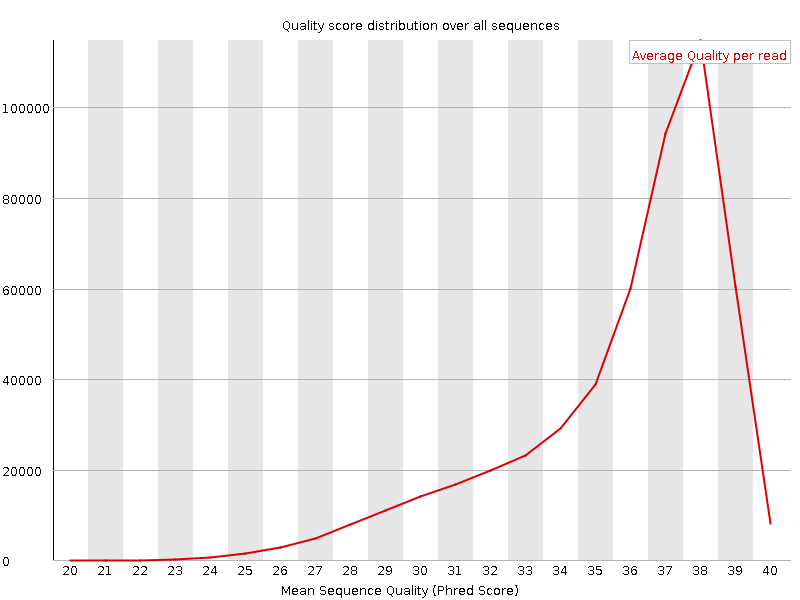 Quality score distribution over all sequences
Average Quality per read
100000
80000
60000
40000
20000
0
20 21 22 23 24 25 26 27 28 29 30 31 32 33 34 35 36 37 38 39 40
Mean Sequence Quality (Phred Score)